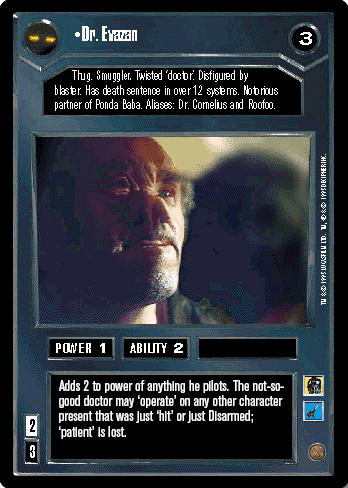 •Dr. Evazan
3
Thug. Smuggler. Twisted 'doctor'. Disfigured by
blaster. Has death sentence in over 12 systems. Notorious
partner of Ponda Baba. Aliases: Dr. Cornelius and Roofoo.
POWER 1
ABILITY 2
Adds 2 to power of anything he pilots. The not-so-
good doctor may 'operate' on any other character
present that was just 'hit' or just Disarmed;
'patient' is lost.
2
3